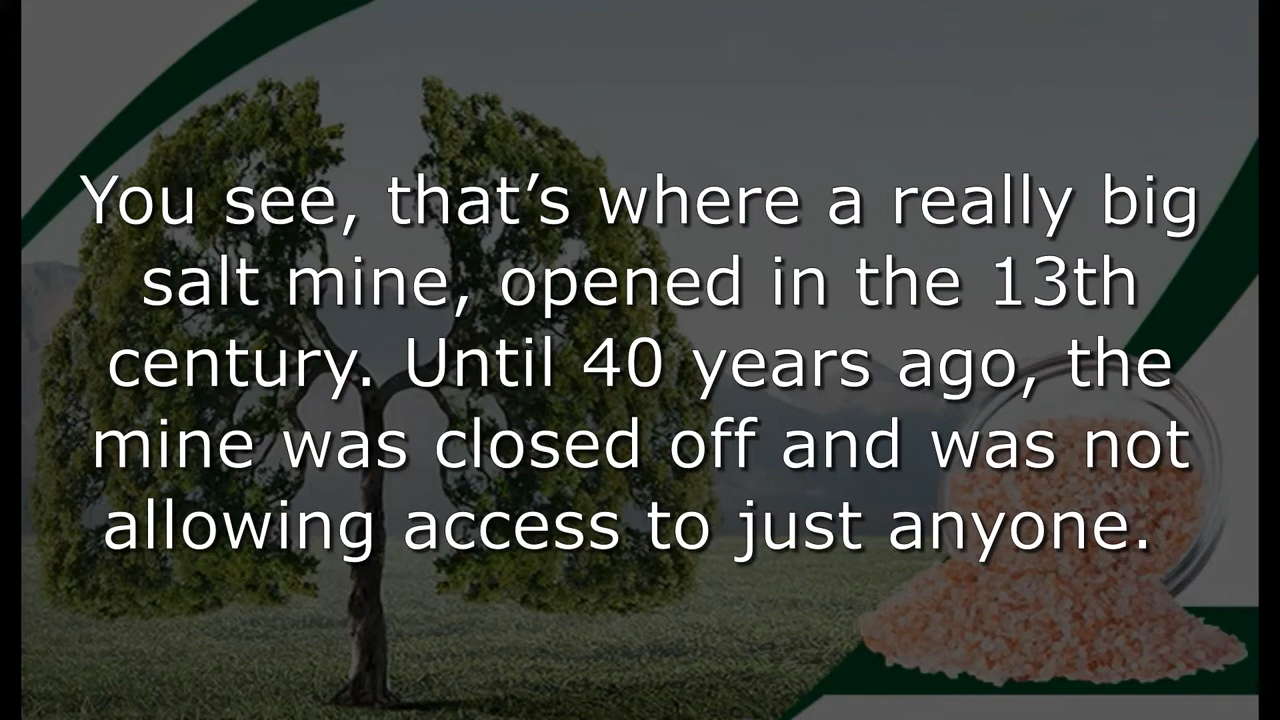 You see, that’s where a really big
salt mine, opened in the 13th
century. Until 40 years ago, the
mine was closed off and was not
allowing access to just anyone.